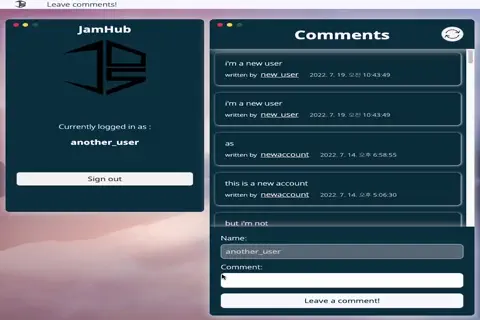 Leave comments!
JamHub
Currently logged in as :
another_user
Sign out
Comments
i'm a new user
written by new_user 2022. 7. 19. 오전 10:43:49
i'm a new user
written by new_user 2022. 7. 19. 오전 10:43:49
as
written by newaccount 2022. 7. 14. 오후 6:58:55
this is a new account
written by newaccount 2022. 7. 14. 오후 5:06:30
but i'm not
Name:
another_user
Comment:
Leave a comment!